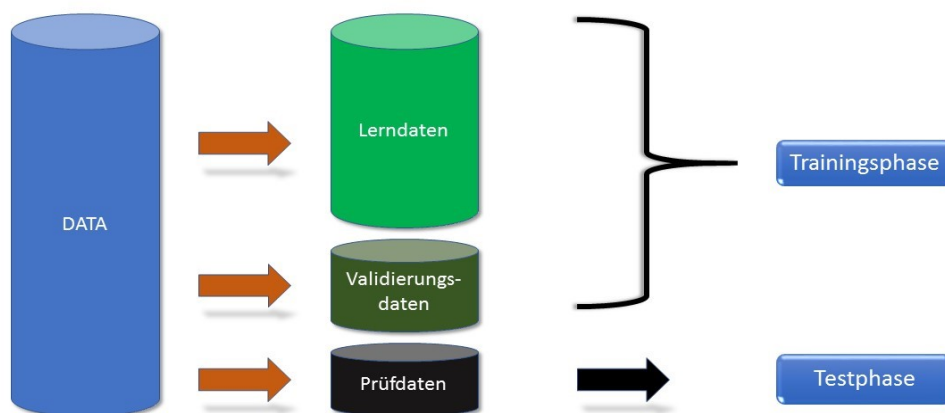 DATA
Lerndaten
Validierungs-
daten
Prüfdaten
Trainingsphase
Testphase